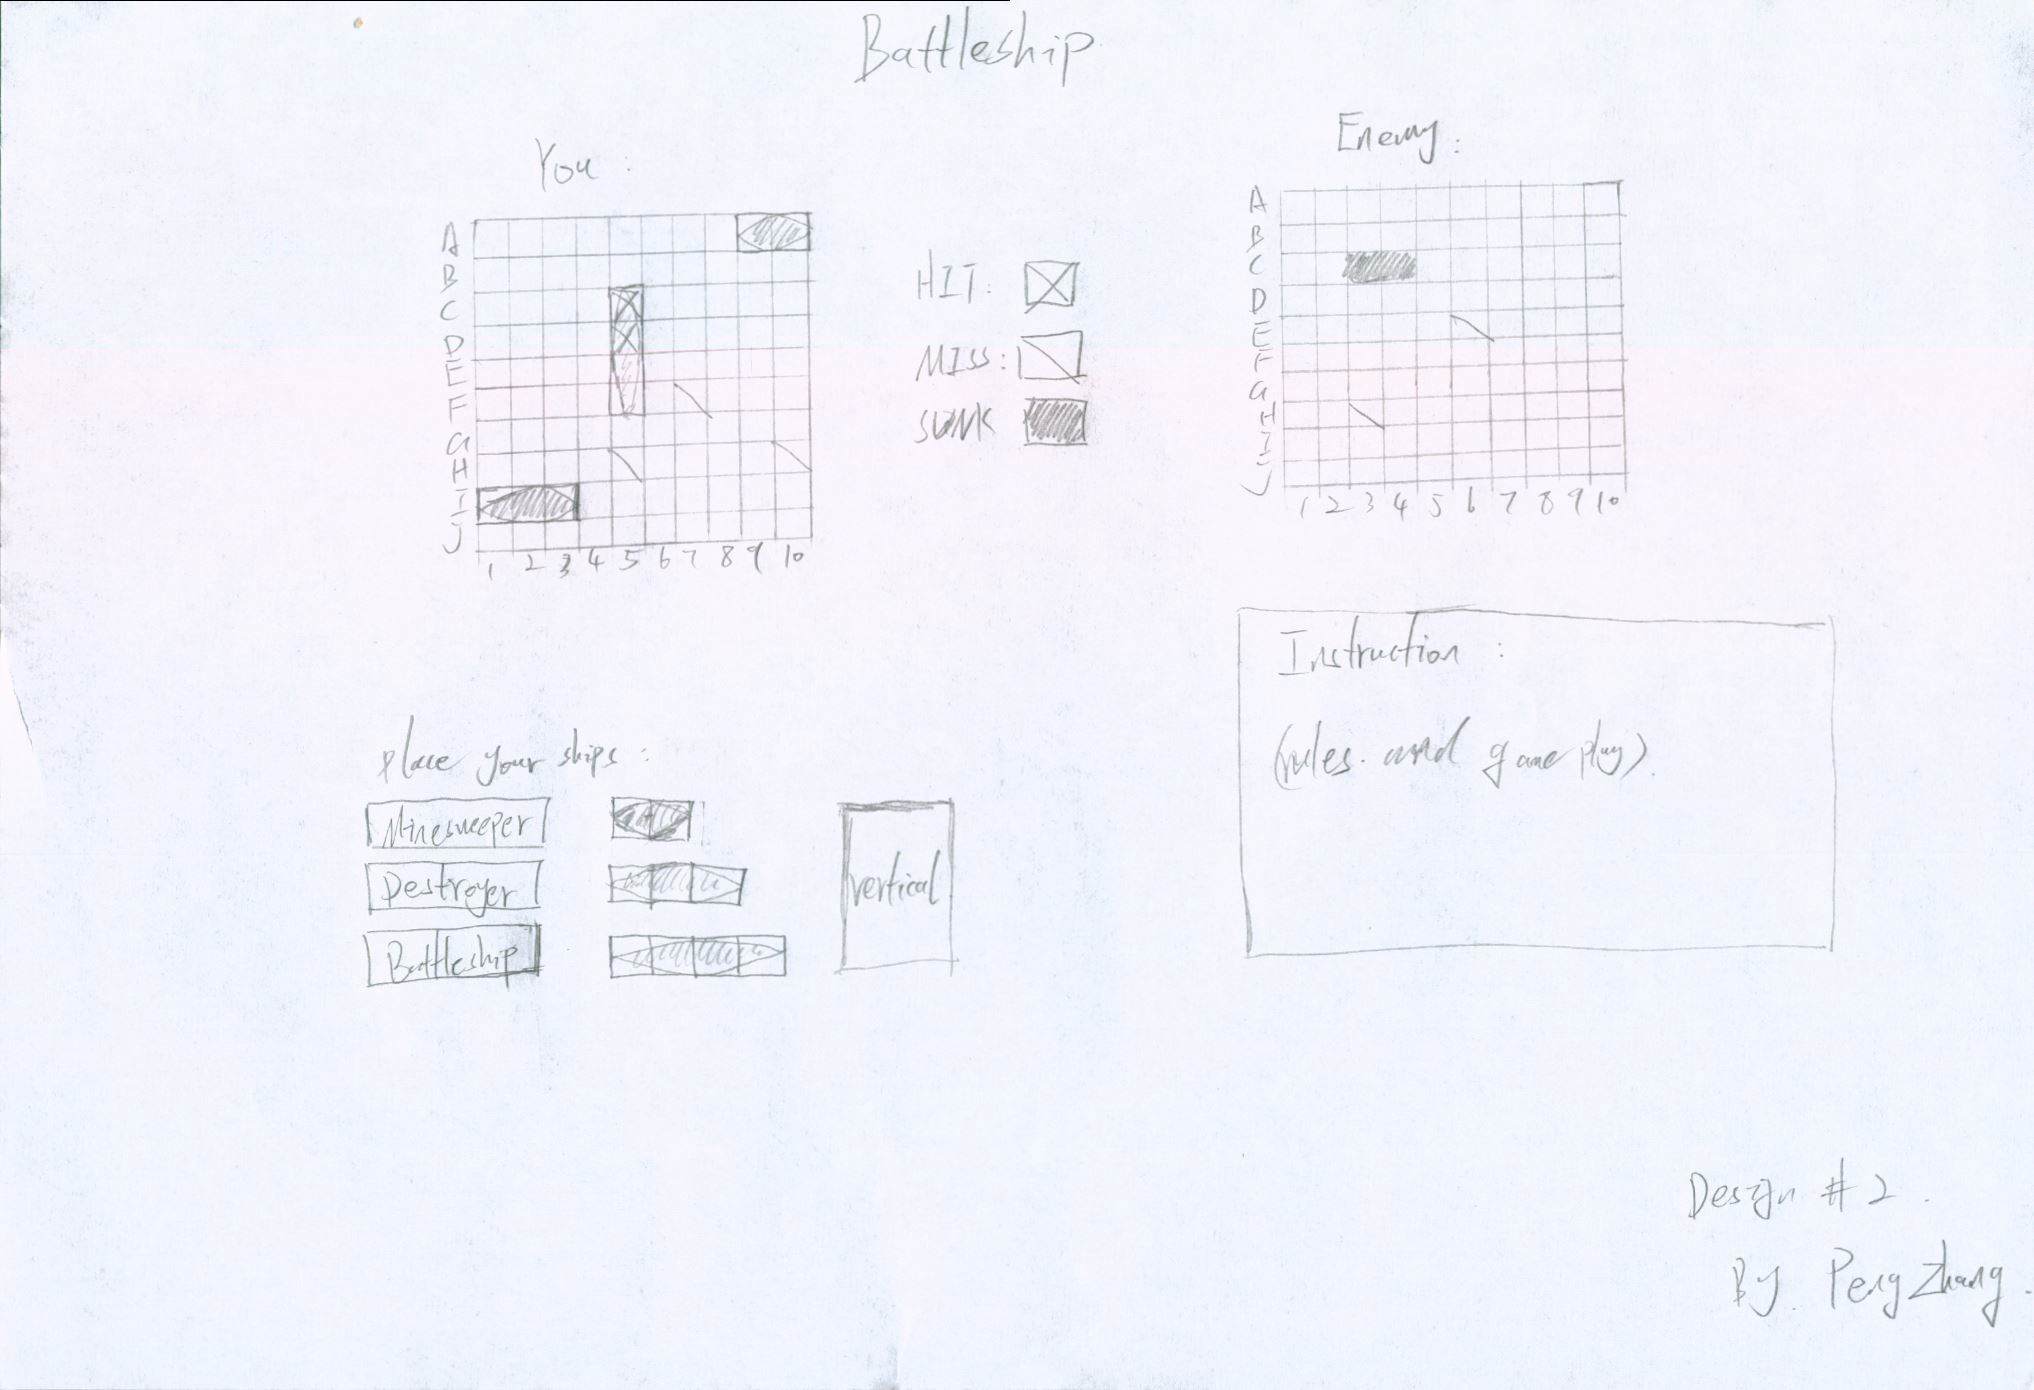 Battleship
You :
A
B
C
D
E
F
G
H
I
J
1 2 3 4 5 6 7 8 9 10
HIT :
MISS :
SUNK
Enemy :
A
B
C
D
E
F
G
H
I
J
1 2 3 4 5 6 7 8 9 10
Place your ships :
Minesweeper
Destroyer
Battleship
vertical
Instruction :
(rules and game play)
Design # 2 .
By Peng Zhang .